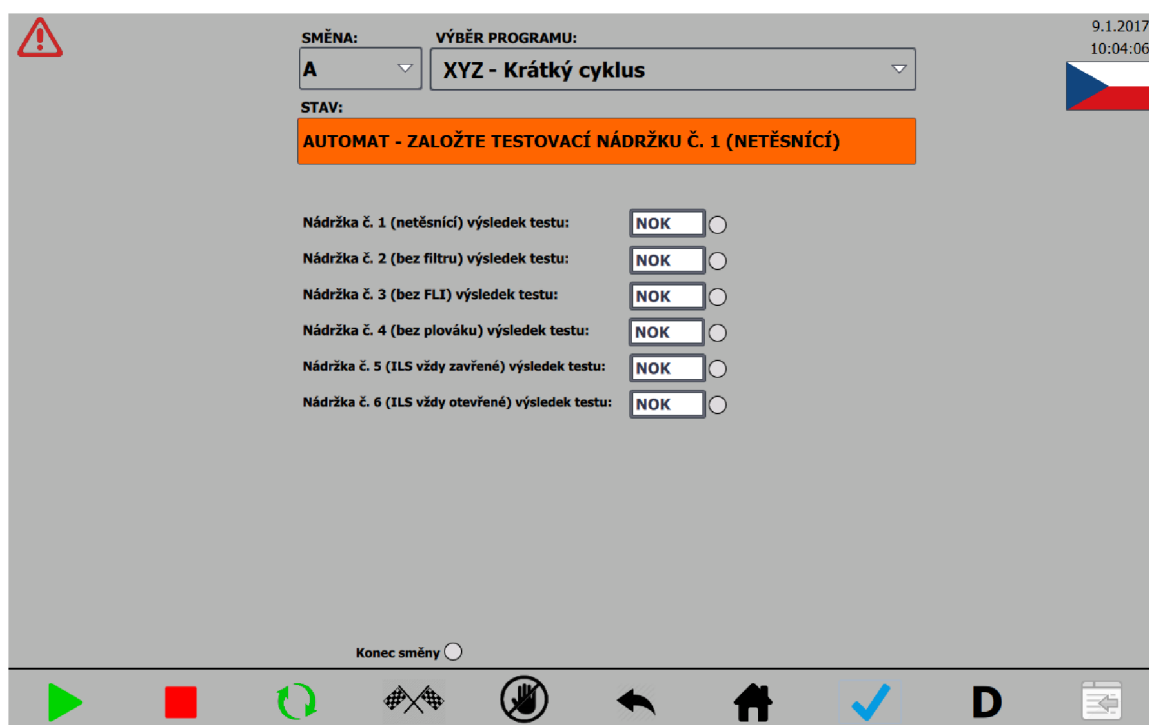 9.1.2017
10:04:06
SMĚNA:
VÝBĚR PROGRAMU:
A
XYZ - Krátký cyklus
STAV:
AUTOMAT - ZALOŽTE TESTOVACÍ NÁDRŽKU Č. 1 (NETĚSNÍCÍ)
Nádržka č. 1 (netěsnící) výsledek testu: NOK
Nádržka č. 2 (bez filtru) výsledek testu: NOK
Nádržka č. 3 (bez FLI) výsledek testu: NOK
Nádržka č. 4 (bez plováku) výsledek testu: NOK
Nádržka č. 5 (ILS vždy zavřené) výsledek testu: NOK
Nádržka č. 6 (ILS vždy otevřené) výsledek testu: NOK
Konec směny
D